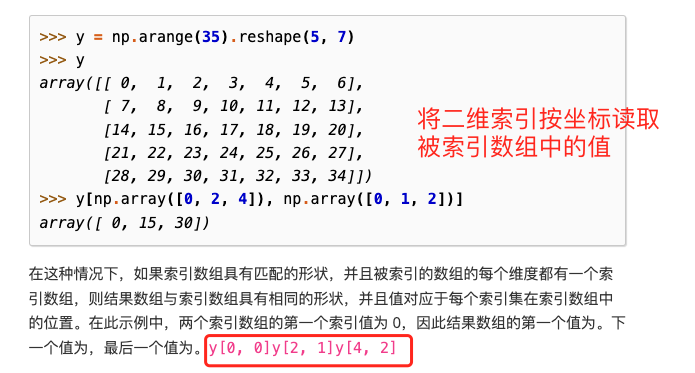 >>> y = np.arange(35).reshape(5, 7)
>>> y
array([[ 0,  1,  2,  3,  4,  5,  6],
       [ 7,  8,  9, 10, 11, 12, 13],
       [14, 15, 16, 17, 18, 19, 20],
       [21, 22, 23, 24, 25, 26, 27],
       [28, 29, 30, 31, 32, 33, 34]])
>>> y[np.array([0, 2, 4]), np.array([0, 1, 2])]
array([ 0, 15, 30])
将二维索引按坐标读取
被索引数组中的值
在这种情况下，如果索引数组具有匹配的形状，并且被索引的数组的每个维度都有一个索
引数组，则结果数组与索引数组具有相同的形状，并且值对应于每个索引集在索引数组中
的位置。在此示例中，两个索引数组的第一个索引值为 0，因此结果数组的第一个值为。下
一个值为，最后一个值为。y[0, 0]y[2, 1]y[4, 2]